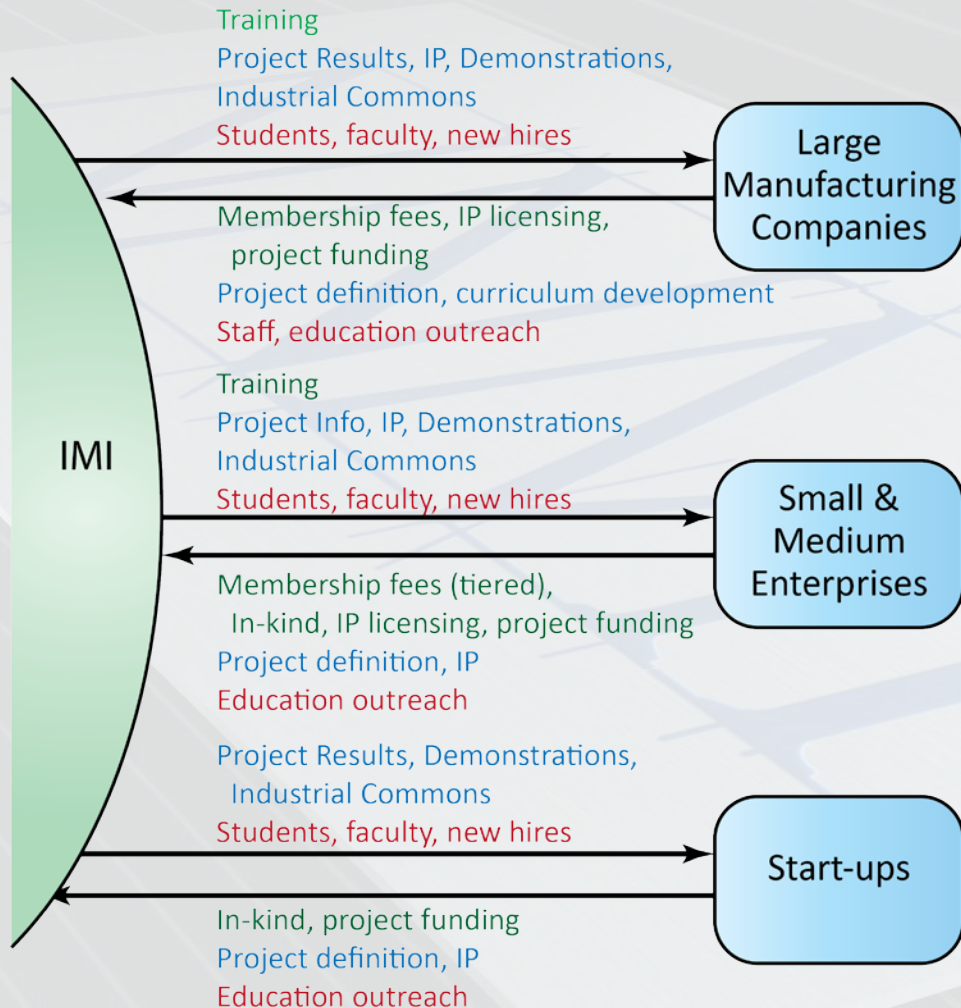 Training
Project Results, IP, Demonstrations,
Industrial Commons
Students, faculty, new hires
Large
Manufacturing
Companies
Membership fees, IP licensing,
project funding
Project definition, curriculum development
Staff, education outreach
Training
Project Info, IP, Demonstrations,
Industrial Commons
Students, faculty, new hires
IMI
Small &
Medium
Enterprises
Membership fees (tiered),
In-kind, IP licensing, project funding
Project definition, IP
Education outreach
Project Results, Demonstrations,
Industrial Commons
Students, faculty, new hires
Start-ups
In-kind, project funding
Project definition, IP
Education outreach